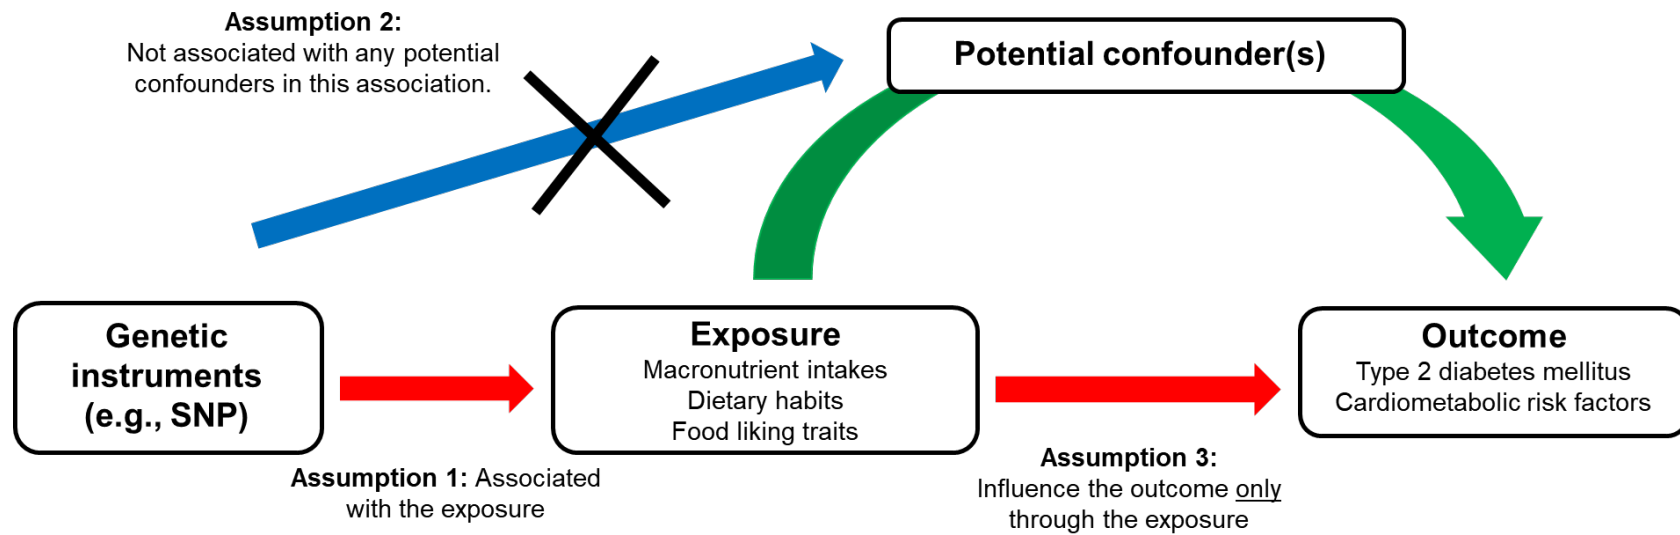 Assumption 2:
Not associated with any potential
confounders in this association.
Potential confounder(s)
Genetic
instruments
(e.g., SNP)
Exposure
Macronutrient intakes
Dietary habits
Food liking traits
Outcome
Type 2 diabetes mellitus
Cardiometabolic risk factors
Assumption 1: Associated
with the exposure
Assumption 3:
Influence the outcome only
through the exposure